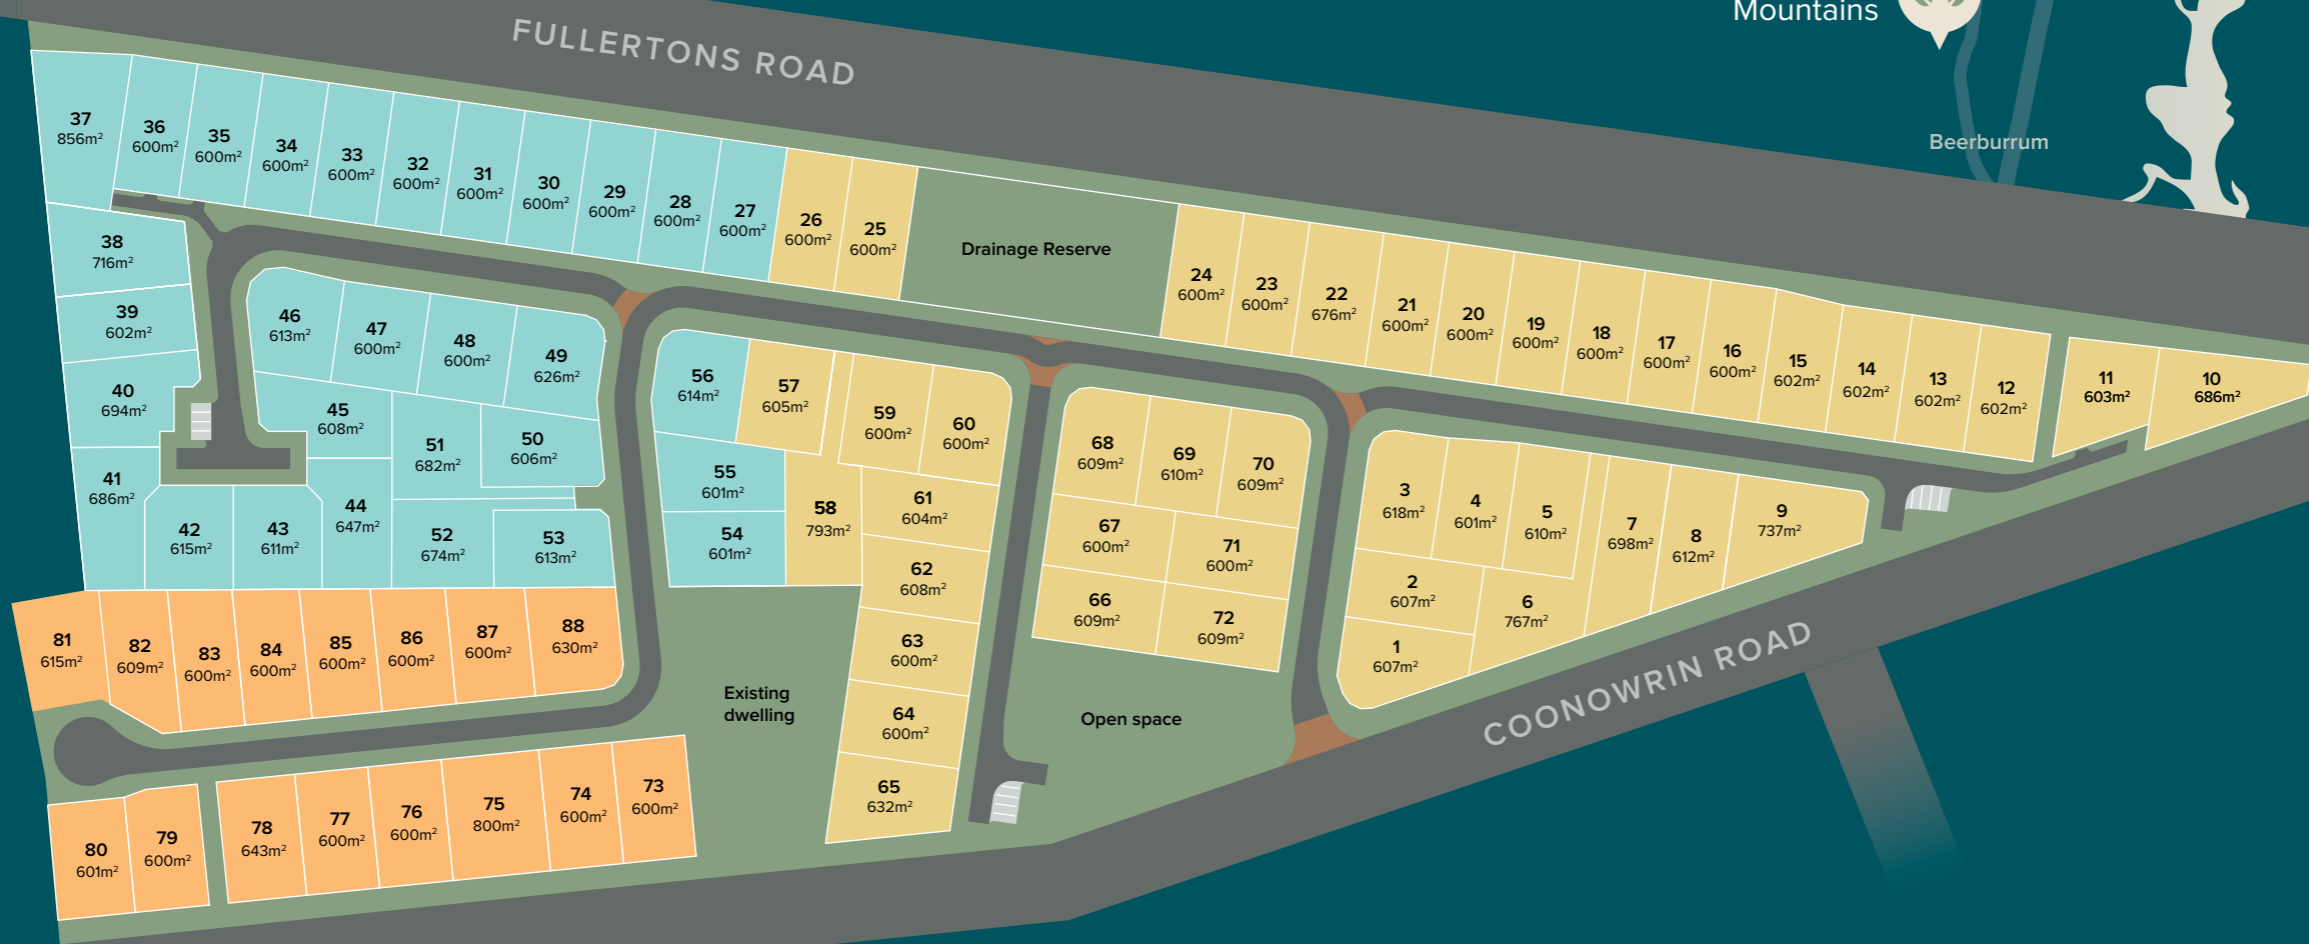 FULLERTONS ROAD
Mountains
Beerburrum
37
856m²
36
600m²
35
600m²
34
600m²
33
600m²
32
600m²
31
600m²
30
600m²
29
600m²
28
600m²
27
600m²
26
600m²
25
600m²
Drainage Reserve
24
600m²
23
600m²
22
676m²
21
600m²
20
600m²
19
600m²
18
600m²
17
600m²
16
600m²
15
602m²
14
602m²
13
602m²
12
602m²
11
603m²
10
686m²
38
716m²
39
602m²
40
694m²
41
686m²
46
613m²
47
600m²
48
600m²
49
626m²
45
608m²
51
682m²
50
606m²
42
615m²
43
611m²
44
647m²
52
674m²
53
613m²
56
614m²
57
605m²
59
600m²
60
600m²
55
601m²
54
601m²
58
793m²
61
604m²
62
608m²
63
600m²
64
600m²
65
632m²
68
609m²
69
610m²
70
609m²
67
600m²
71
600m²
66
609m²
72
609m²
3
618m²
4
601m²
5
610m²
7
698m²
8
612m²
9
737m²
2
607m²
6
767m²
1
607m²
81
615m²
82
609m²
83
600m²
84
600m²
85
600m²
86
600m²
87
600m²
88
630m²
Existing
dwelling
Open space
COONOWRIN ROAD
80
601m²
79
600m²
78
643m²
77
600m²
76
600m²
75
800m²
74
600m²
73
600m²